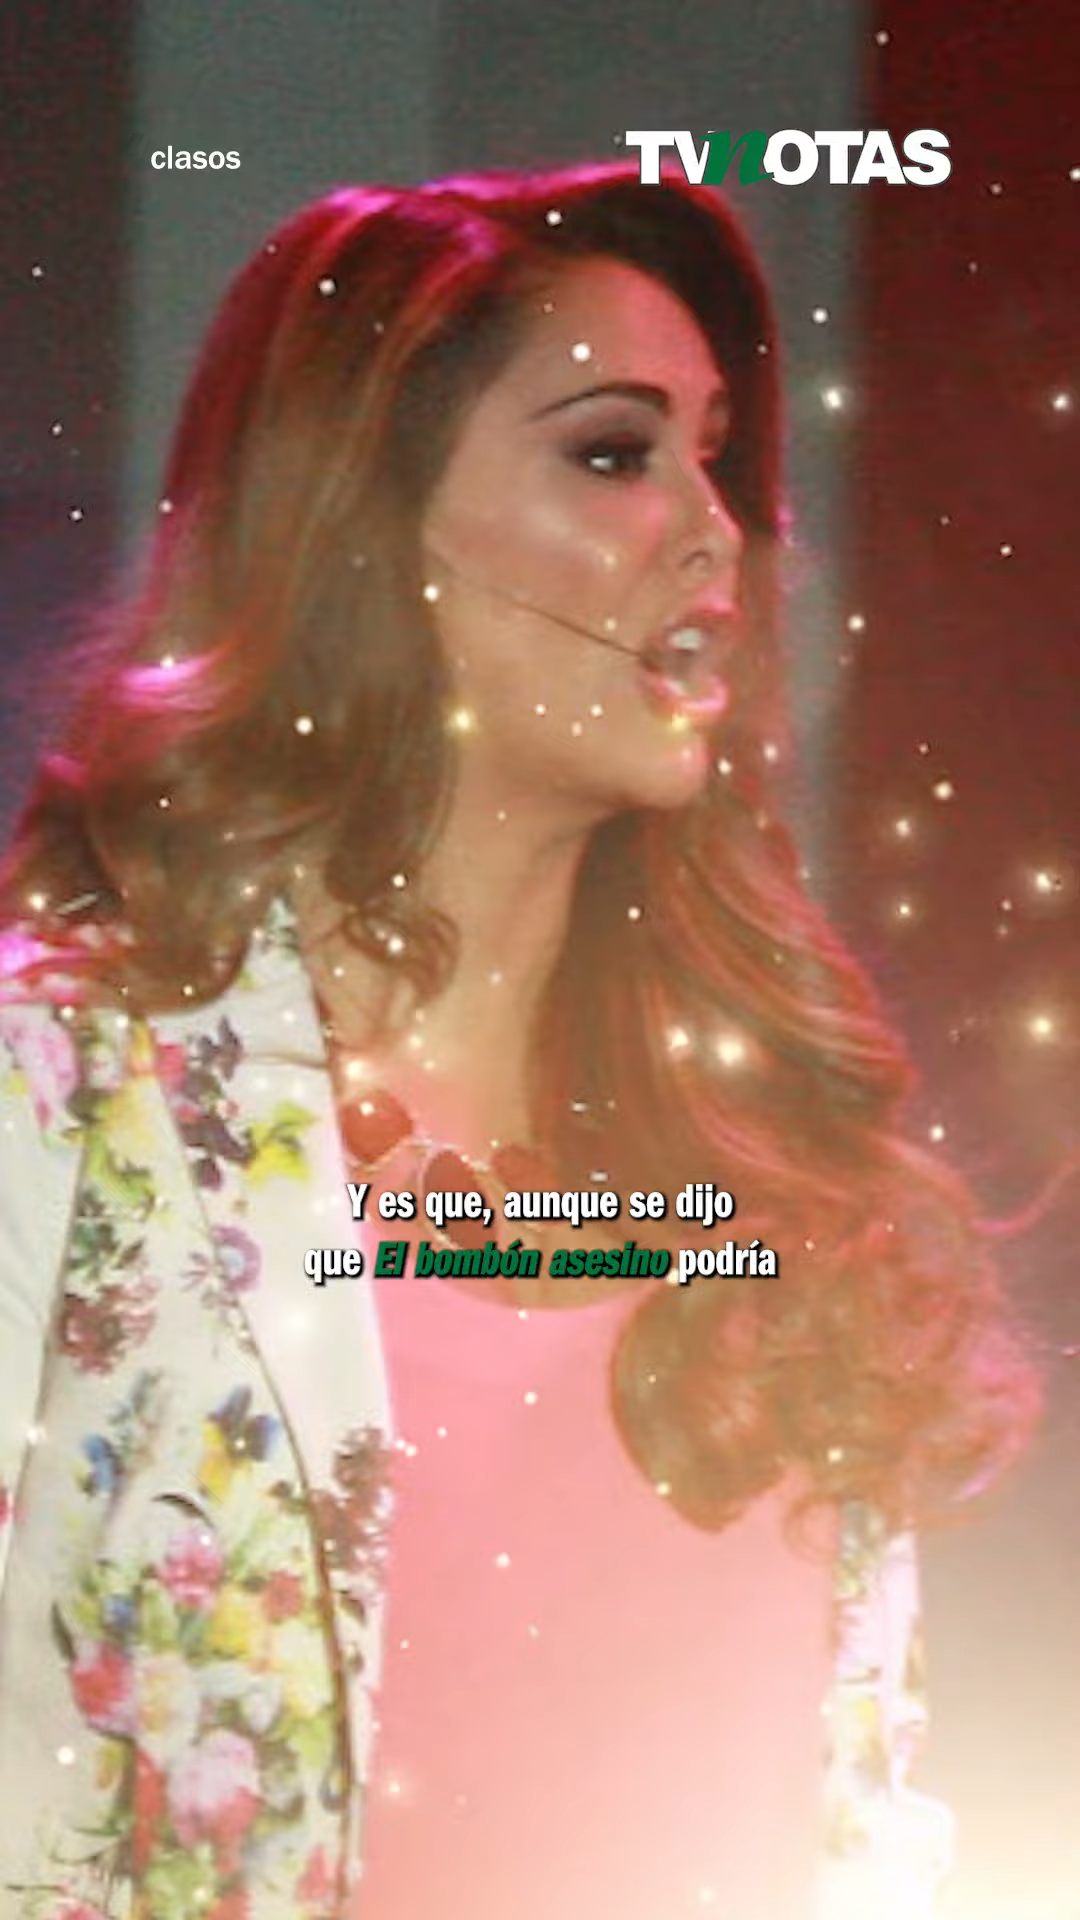 clasos
TVnOTAS
Y es que, aunque se dijo
que El bombón asesino podría